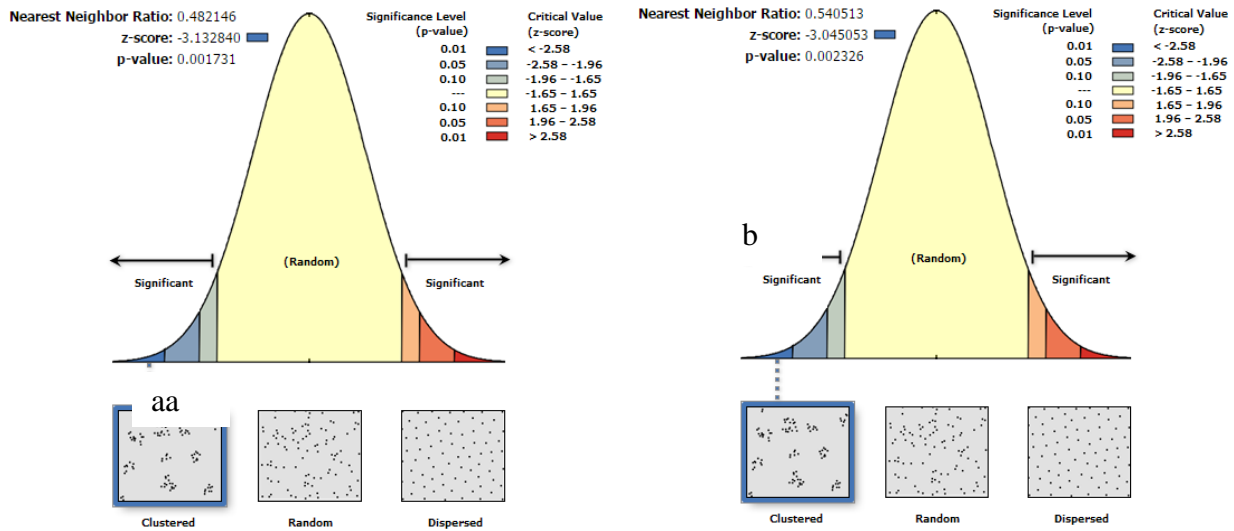 Nearest Neighbor Ratio: 0.482146
z-score: -3.132840
p-value: 0.001731
Significance Level
(p-value)
Critical Value
(z-score)
0.01 < -2.58
0.05 -2.58 – -1.96
0.10 -1.96 – -1.65
--- -1.65 – 1.65
0.10 1.65 – 1.96
0.05 1.96 – 2.58
0.01 > 2.58
(Random)
Significant
Significant
aa
Clustered
Random
Dispersed
Nearest Neighbor Ratio: 0.540513
z-score: -3.045053
p-value: 0.002326
Significance Level
(p-value)
Critical Value
(z-score)
0.01 < -2.58
0.05 -2.58 – -1.96
0.10 -1.96 – -1.65
--- -1.65 – 1.65
0.10 1.65 – 1.96
0.05 1.96 – 2.58
0.01 > 2.58
b
(Random)
Significant
Significant
Clustered
Random
Dispersed